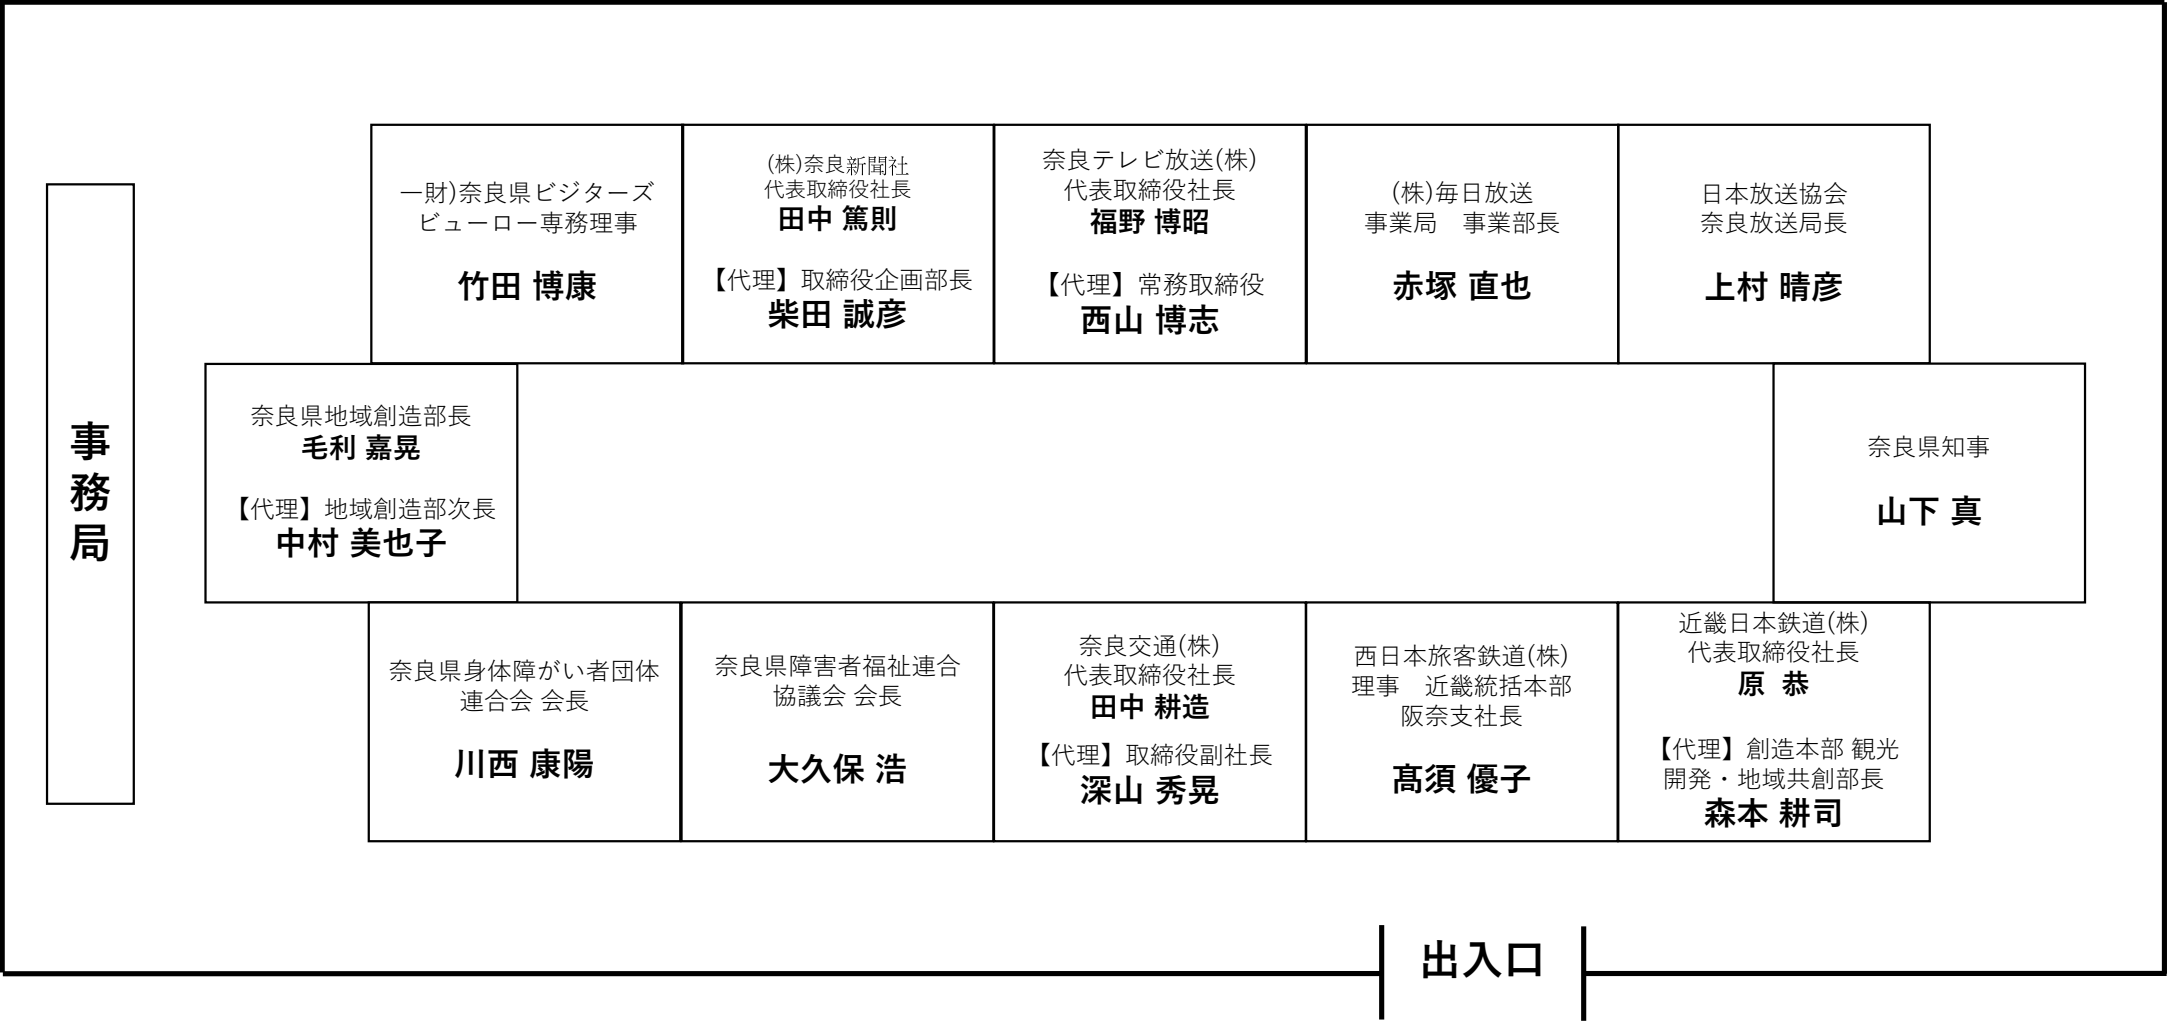 一財)奈良県ビジターズ
ビューロー専務理事
竹田 博康
(株)奈良新聞社
代表取締役社長
田中 篤則
【代理】取締役企画部長
柴田 誠彦
奈良テレビ放送(株)
代表取締役社長
福野 博昭
【代理】常務取締役
西山 博志
(株)毎日放送
事業局　事業部長
赤塚 直也
日本放送協会
奈良放送局長
上村 晴彦
事務局
奈良県地域創造部長
毛利 嘉晃
【代理】地域創造部次長
中村 美也子
奈良県知事
山下 真
奈良県身体障がい者団体
連合会 会長
川西 康陽
奈良県障害者福祉連合
協議会 会長
大久保 浩
奈良交通(株)
代表取締役社長
田中 耕造
【代理】取締役副社長
深山 秀晃
西日本旅客鉄道(株)
理事　近畿統括本部
阪奈支社長
髙須 優子
近畿日本鉄道(株)
代表取締役社長
原 恭
【代理】創造本部 観光
開発・地域共創部長
森本 耕司
出入口